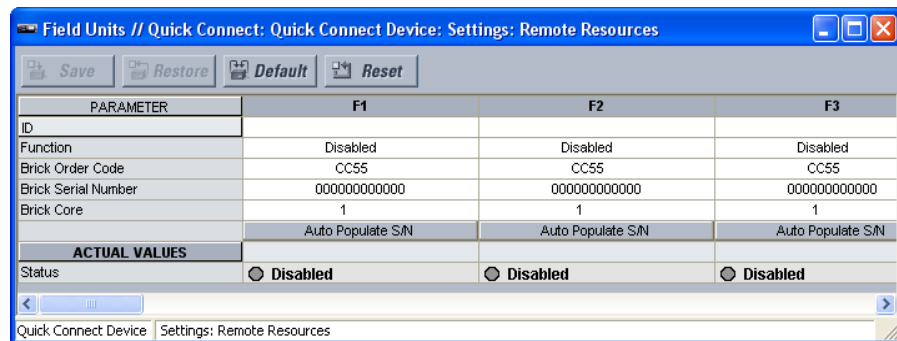 Field Units // Quick Connect: Quick Connect Device: Settings: Remote Resources
Save Restore Default Reset
PARAMETER F1 F2 F3
ID
Function Disabled Disabled Disabled
Brick Order Code CC55 CC55 CC55
Brick Serial Number 000000000000 000000000000 000000000000
Brick Core 1 1 1
Auto Populate S/N Auto Populate S/N Auto Populate S/N
ACTUAL VALUES
Status Disabled Disabled Disabled
Quick Connect Device Settings: Remote Resources